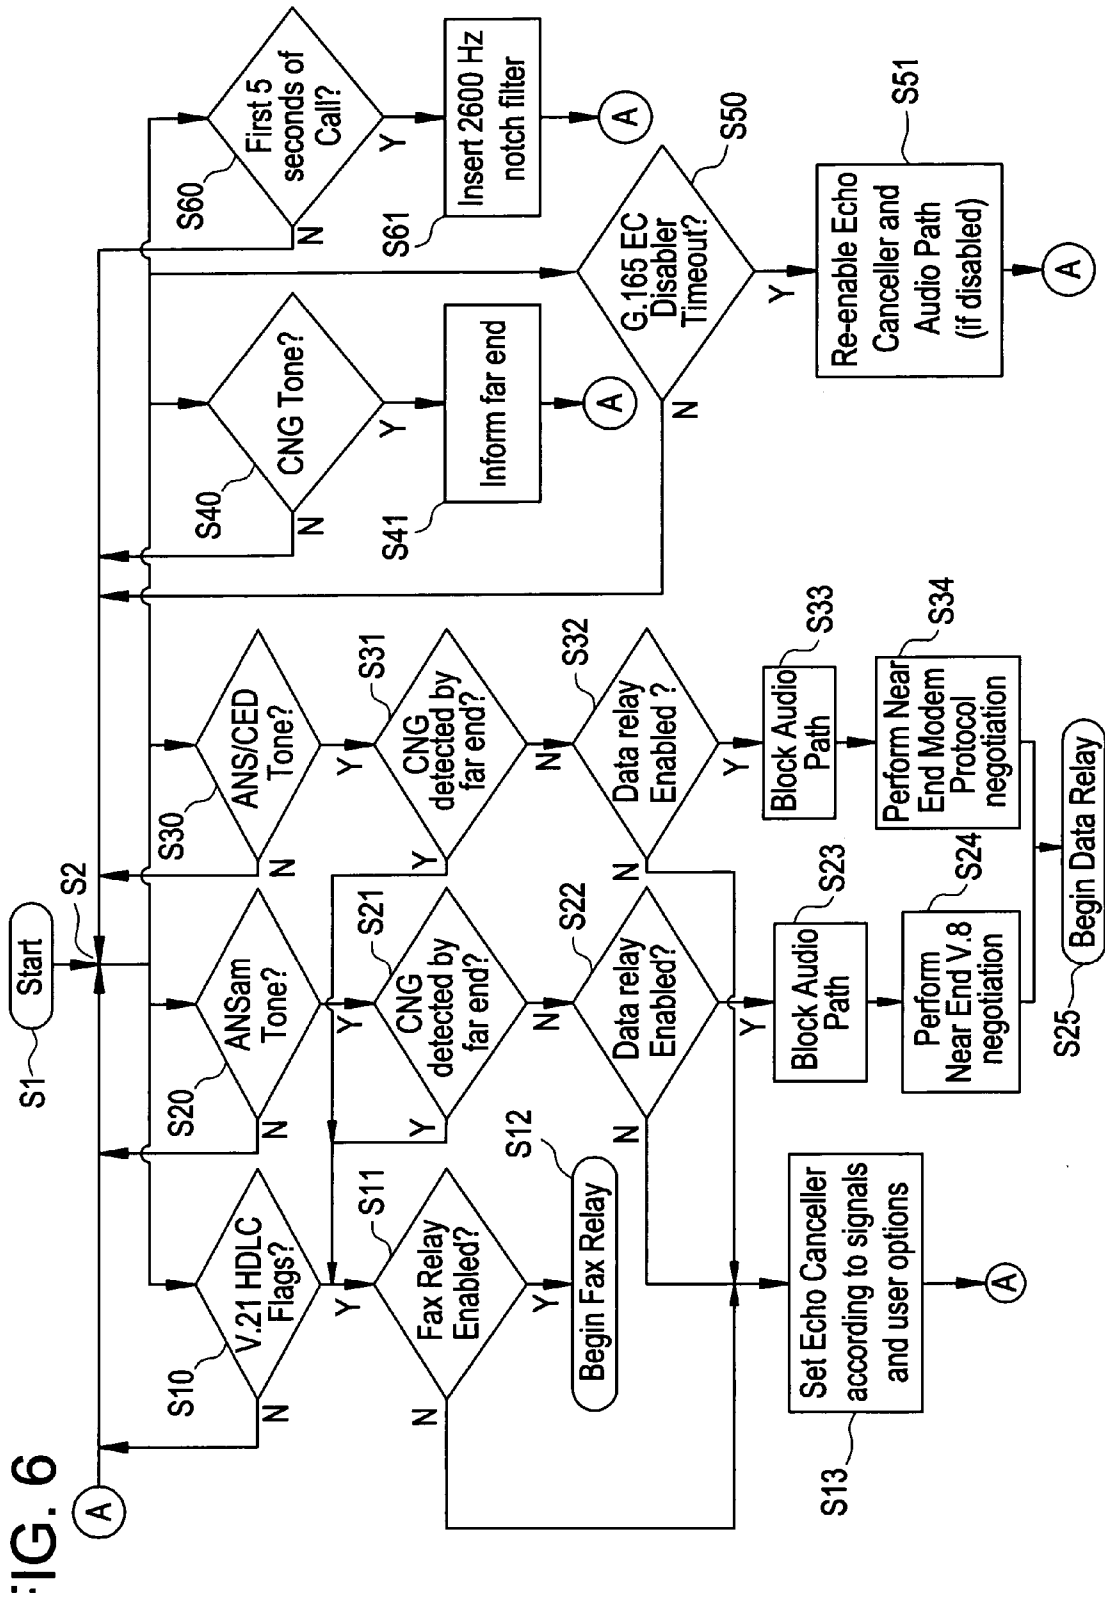 FIG. 6
S1
Start
S2
A
S10
V.21 HDLC
Flags?
N
Y
S20
ANSam
Tone?
N
Y
S30
ANS/CED
Tone?
N
Y
S40
CNG Tone?
N
Y
S60
First 5
seconds of
Call?
N
Y
S11
Fax Relay
Enabled?
N
Y
S21
CNG
detected by
far end?
Y
N
S31
CNG
detected by
far end?
Y
N
S41
Inform far end
A
S61
Insert 2600 Hz
notch filter
A
S12
Begin Fax Relay
S22
Data relay
Enabled?
N
Y
S32
Data relay
Enabled ?
N
Y
S50
G.165 EC
Disabler
Timeout?
N
Y
S13
Set Echo Canceller
according to signals
and user options
A
S23
Block Audio
Path
S33
Block Audio
Path
S51
Re-enable Echo
Canceller and
Audio Path
(if disabled)
A
S24
Perform
Near End V.8
negotiation
S34
Perform Near
End Modem
Protocol
negotiation
S25
Begin Data Relay